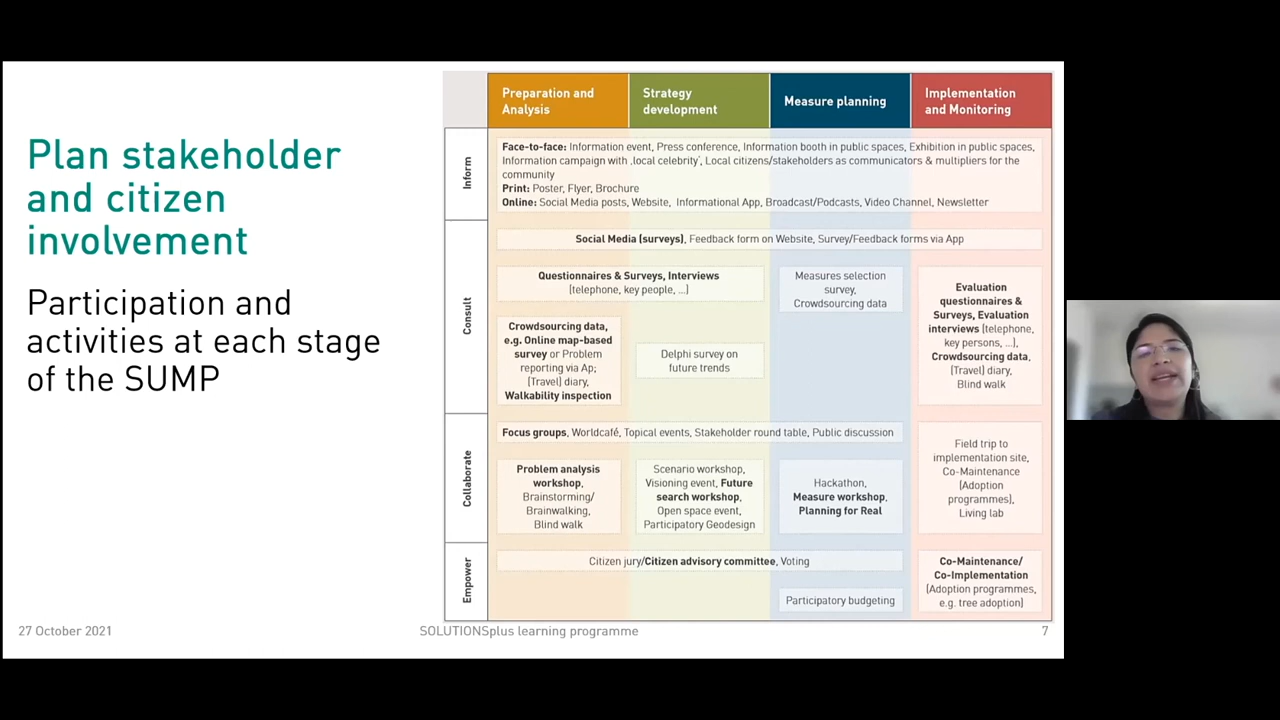 Plan stakeholder
and citizen
involvement
Participation and
activities at each stage
of the SUMP
Preparation and
Analysis
Strategy
development
Measure planning
Implementation
and Monitoring
Inform
Face-to-face: Information event, Press conference, Information booth in public spaces, Exhibition in public spaces,
Information campaign with ‚local celebrity', Local citizens/stakeholders as communicators & multipliers for the
community
Print: Poster, Flyer, Brochure
Online: Social Media posts, Website, Informational App, Broadcast/Podcasts, Video Channel, Newsletter
Consult
Social Media (surveys), Feedback form on Website, Survey/Feedback forms via App
Questionnaires & Surveys, Interviews
(telephone, key people, ...)
Crowdsourcing data,
e.g. Online map-based
survey or Problem
reporting via Ap;
(Travel) diary,
Walkability inspection
Delphi survey on
future trends
Measures selection
survey,
Crowdsourcing data
Evaluation
questionnaires &
Surveys, Evaluation
interviews (telephone,
key persons, ...),
Crowdsourcing data,
(Travel) diary,
Blind walk
Collaborate
Focus groups, Worldcafé, Topical events, Stakeholder round table, Public discussion
Problem analysis
workshop,
Brainstorming/
Brainwalking,
Blind walk
Scenario workshop,
Visioning event, Future
search workshop,
Open space event,
Participatory Geodesign
Hackathon,
Measure workshop,
Planning for Real
Field trip to
implementation site,
Co-Maintenance
(Adoption
programmes),
Living lab
Empower
Citizen jury/Citizen advisory committee, Voting
Participatory budgeting
Co-Maintenance/
Co-Implementation
(Adoption programmes,
e.g. tree adoption)
27 October 2021
SOLUTIONSplus learning programme
7